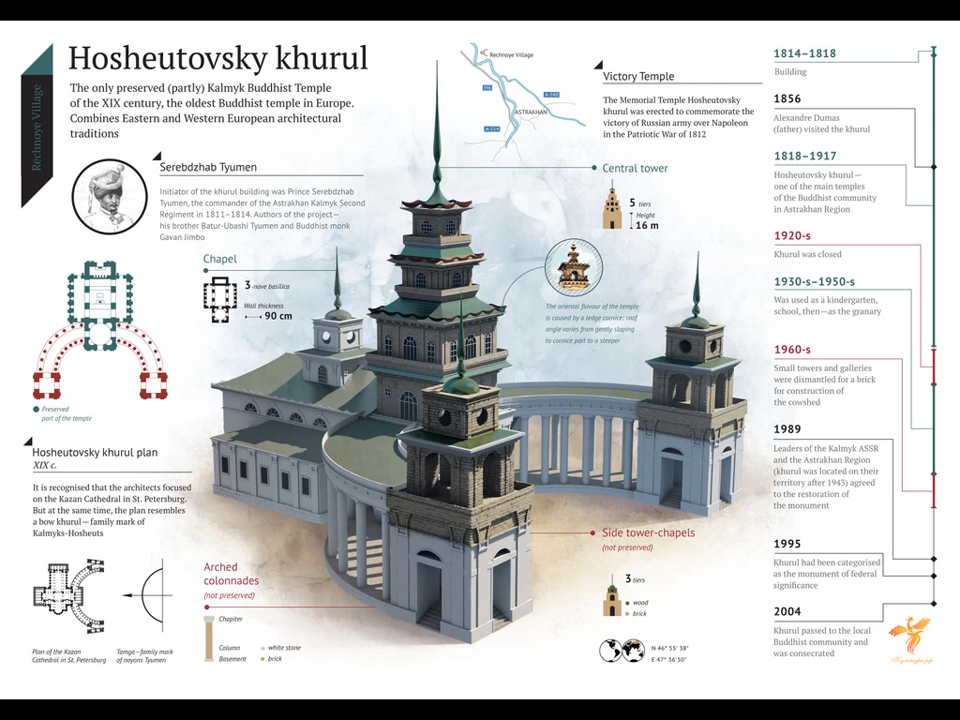 Rechnoye Village
Hosheutovsky khurul
The only preserved (partly) Kalmyk Buddhist Temple
of the XIX century, the oldest Buddhist temple in Europe.
Combines Eastern and Western European architectural
traditions
Serebdzhab Tyumen
Initiator of the khurul building was Prince Serebdzhab
Tyumen, the commander of the Astrakhan Kalmyk Second
Regiment in 1811–1814. Authors of the project—
his brother Batur-Ubashi Tyumen and Buddhist monk
Gavan Jimbo
Rechnoye Village
ASTRAKHAN
Victory Temple
The Memorial Temple Hosheutovsky
khurul was erected to commemorate the
victory of Russian army over Napoleon
in the Patriotic War of 1812
Central tower
5 tiers
Height
16 m
Chapel
3-nave basilica
Wall thickness
90 cm
The oriental flavour of the temple
is caused by a ledge cornice: roof
angle varies from gently sloping
to cornice part to a steeper
Preserved
part of the temple
Hosheutovsky khurul plan
XIX c.
It is recognised that the architects focused
on the Kazan Cathedral in St. Petersburg.
But at the same time, the plan resembles
a bow khurul—family mark of
Kalmyks-Hosheuts
Plan of the Kazan
Cathedral in St. Petersburg
Tamga—family mark
of noyons Tyumen
Arched
colonnades
(not preserved)
Chapiter
Column
Basement
white stone
brick
Side tower-chapels
(not preserved)
3 tiers
wood
brick
N 46° 55' 38"
E 47° 36' 50"
1814–1818
Building
1856
Alexandre Dumas
(father) visited the khurul
1818–1917
Hosheutovsky khurul—
one of the main temples
of the Buddhist community
in Astrakhan Region
1920-s
Khurul was closed
1930-s–1950-s
Was used as a kindergarten,
school, then—as the granary
1960-s
Small towers and galleries
were dismantled for a brick
for construction of
the cowshed
1989
Leaders of the Kalmyk ASSR
and the Astrakhan Region
(khurul was located on their
territory after 1943) agreed
to the restoration of
the monument
1995
Khurul had been categorised
as the monument of federal
significance
2004
Khurul passed to the local
Buddhist community and
was consecrated